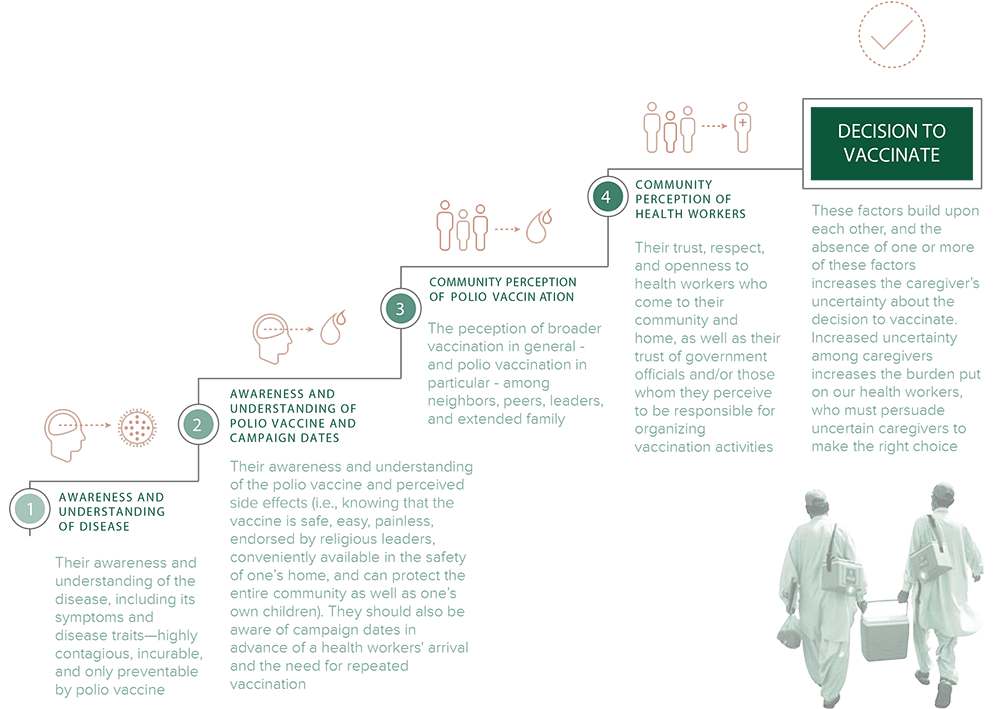 1
AWARENESS AND
UNDERSTANDING
OF DISEASE
Their awareness and
understanding of the
disease, including its
symptoms and
disease traits—highly
contagious, incurable,
and only preventable
by polio vaccine
2
AWARENESS AND
UNDERSTANDING OF
POLIO VACCINE AND
CAMPAIGN DATES
Their awareness and understanding
of the polio vaccine and perceived
side effects (i.e., knowing that the
vaccine is safe, easy, painless,
endorsed by religious leaders,
conveniently available in the safety
of one's home, and can protect the
entire community as well as one's
own children). They should also be
aware of campaign dates in
advance of a health workers' arrival
and the need for repeated
vaccination
3
COMMUNITY PERCEPTION
OF POLIO VACCIN ATION
The peception of broader
vaccination in general -
and polio vaccination in
particular - among
neighbors, peers, leaders,
and extended family
4
COMMUNITY
PERCEPTION OF
HEALTH WORKERS
Their trust, respect,
and openness to
health workers who
come to their
community and
home, as well as their
trust of government
officials and/or those
whom they perceive
to be responsible for
organizing
vaccination activities
DECISION TO
VACCINATE
These factors build upon
each other, and the
absence of one or more
of these factors
increases the caregiver's
uncertainty about the
decision to vaccinate.
Increased uncertainty
among caregivers
increases the burden put
on our health workers,
who must persuade
uncertain caregivers to
make the right choice